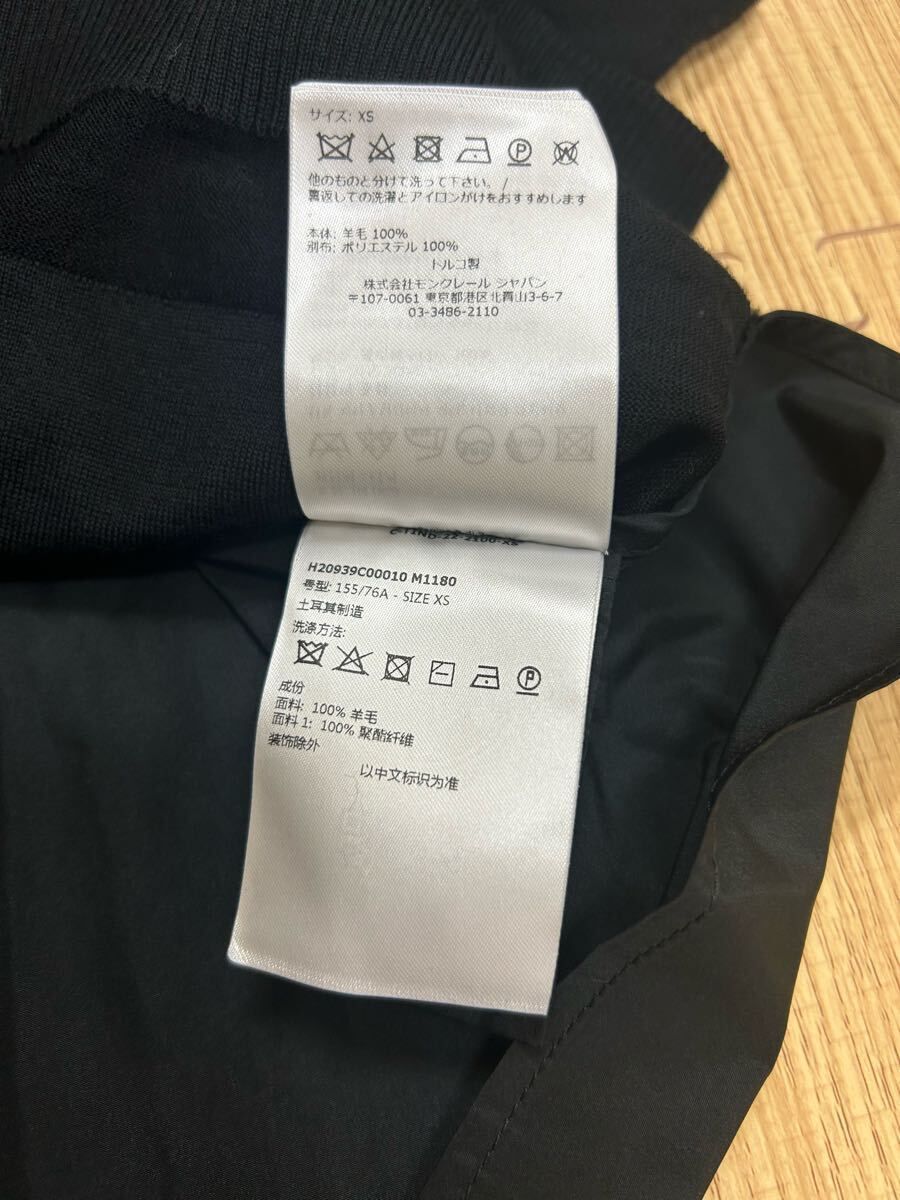 サイズ: XS
他のものと分けて洗って下さい。/
裏返しての洗濯とアイロンがけをおすすめします
.
本体: 羊毛 100%
別布: ポリエステル 100%
トルコ製
株式会社モンクレール ジャパン
〒107-0061 東京都港区北青山3-6-7
03-3486-2110
H20939C00010 M1180
号型: 155/76A - SIZE XS
土耳其制造
洗涤方法:
成份
面料: 100% 羊毛
面料 1: 100% 聚酯纤维
装饰除外
以中文标识为准